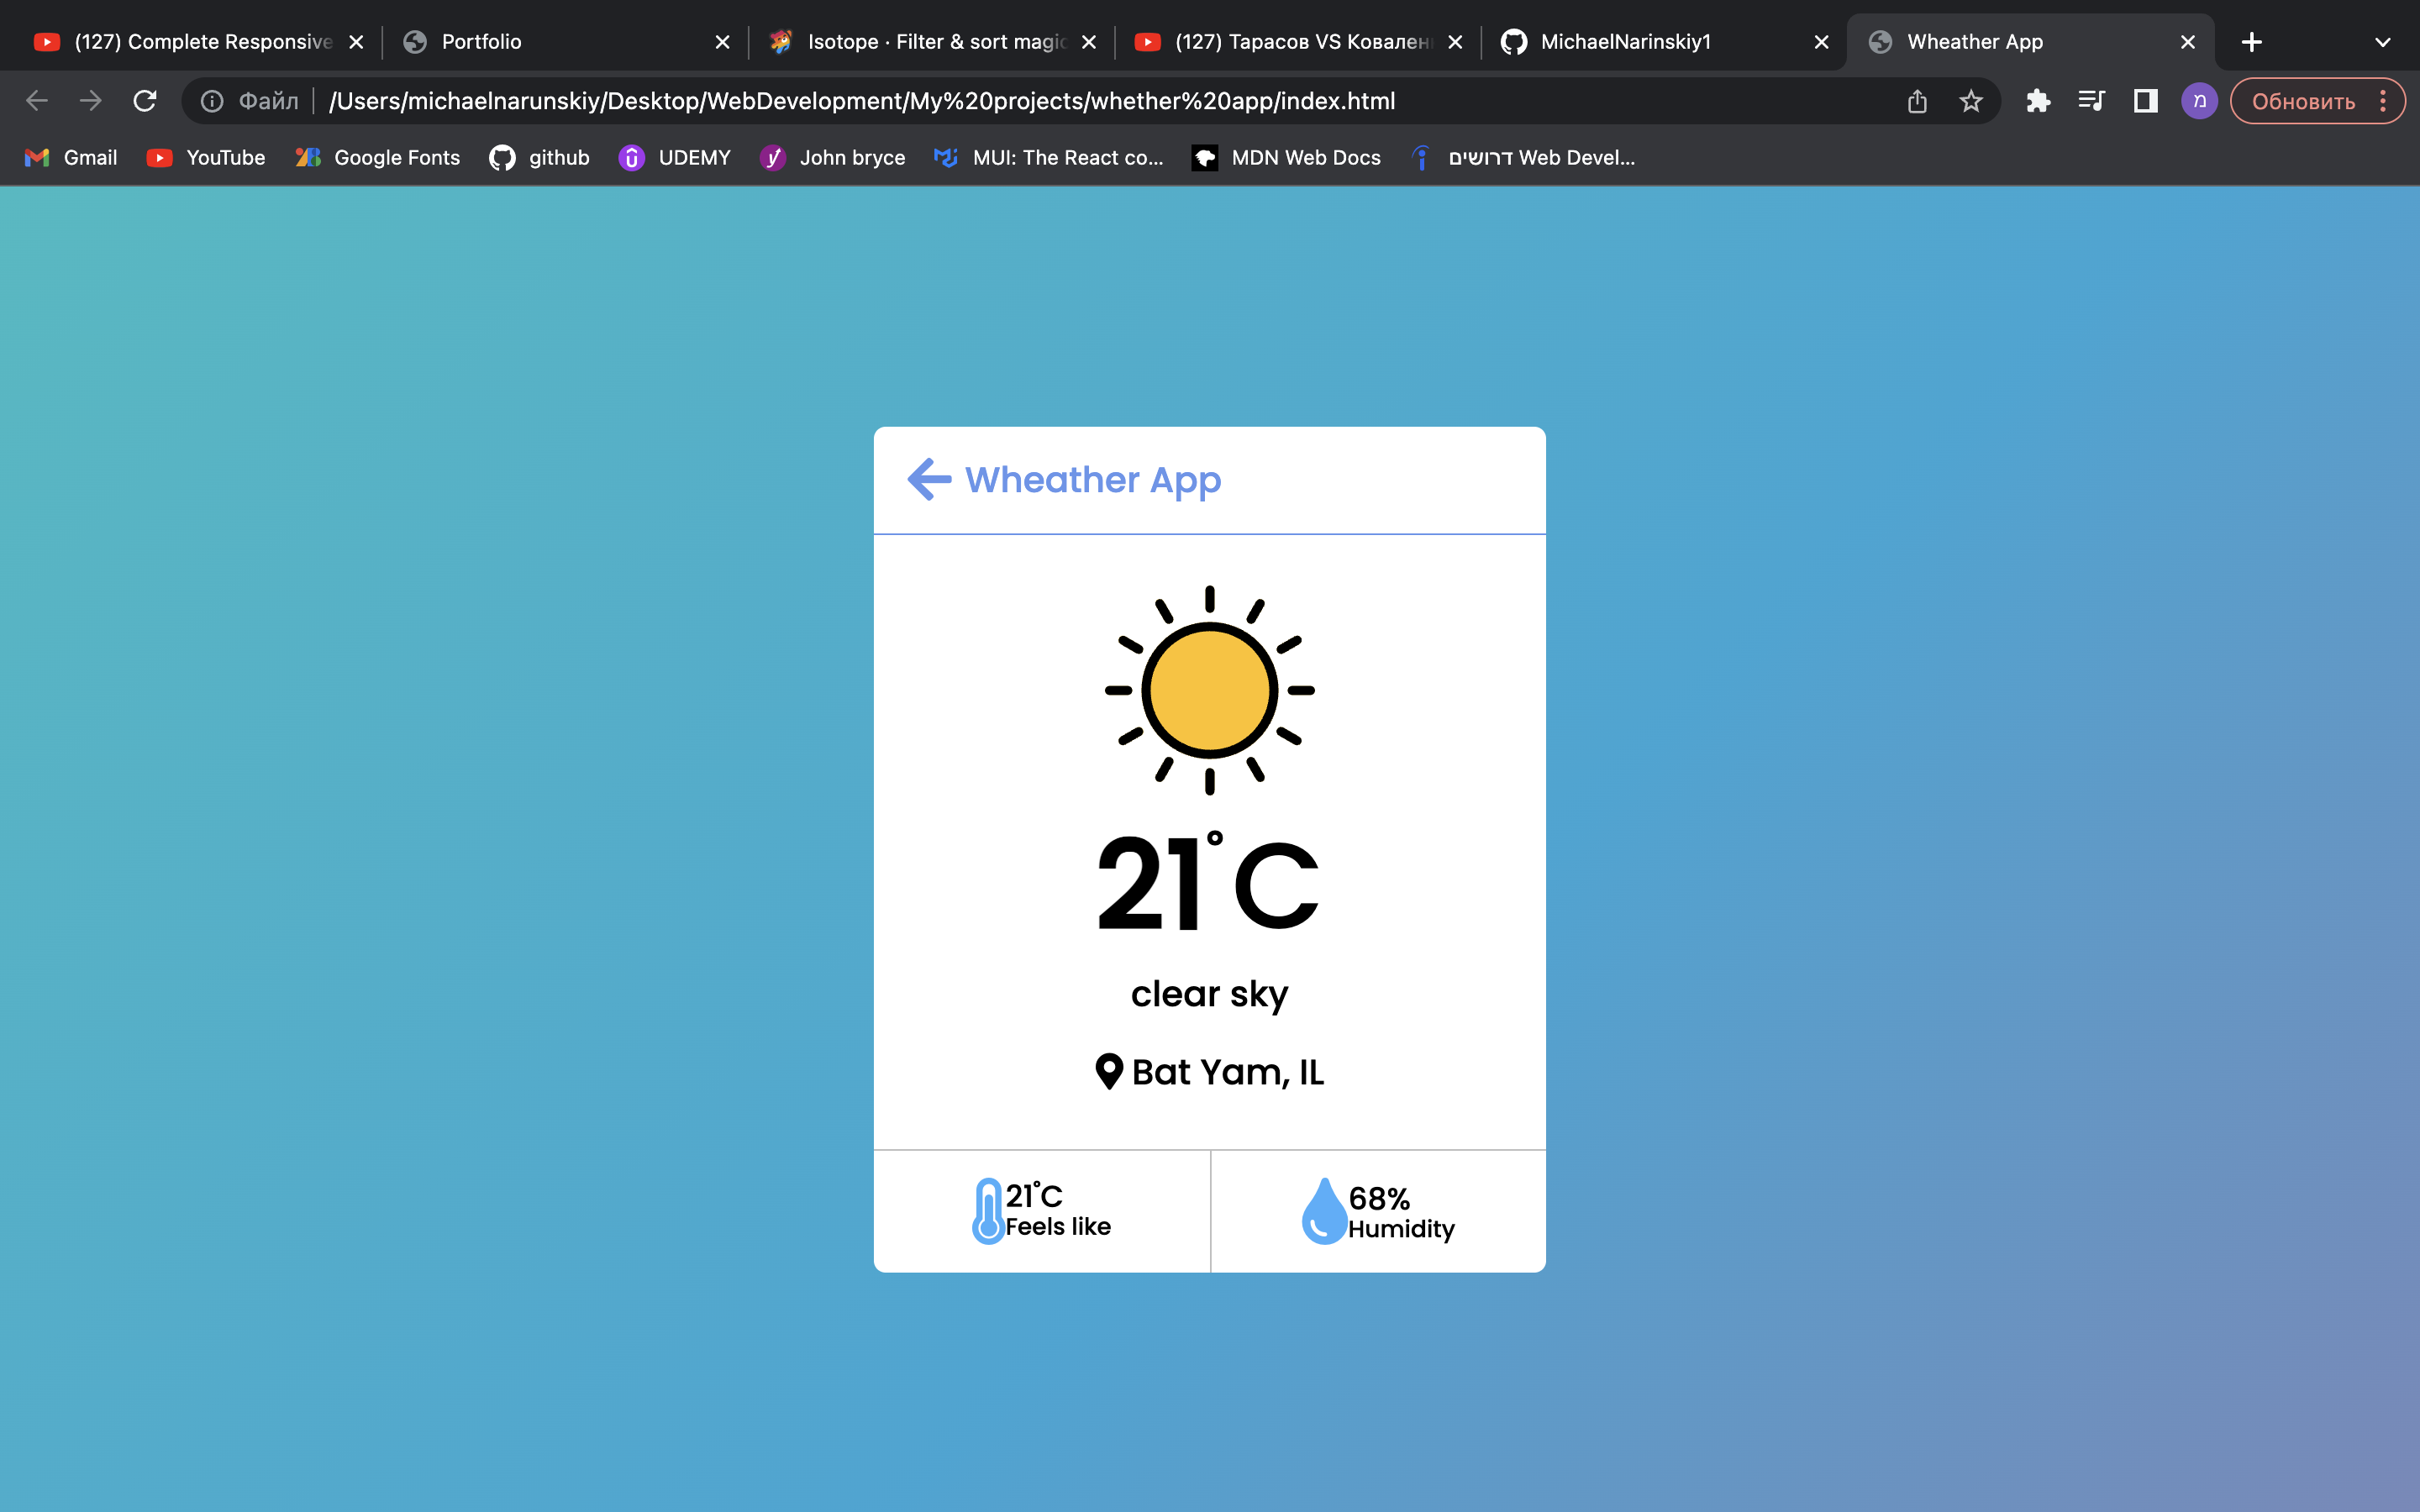 (127) Complete Responsive
Portfolio
Isotope · Filter & sort magic
(127) Тарасов VS Ковален
MichaelNarinskiy1
Wheather App
Файл
/Users/michaelnarunskiy/Desktop/WebDevelopment/My%20projects/whether%20app/index.html
מ
Обновить
Gmail
YouTube
Google Fonts
github
UDEMY
John bryce
MUI: The React co...
MDN Web Docs
דרושים Web Devel...
Wheather App
21°C
clear sky
Bat Yam, IL
21°C
Feels like
68%
Humidity